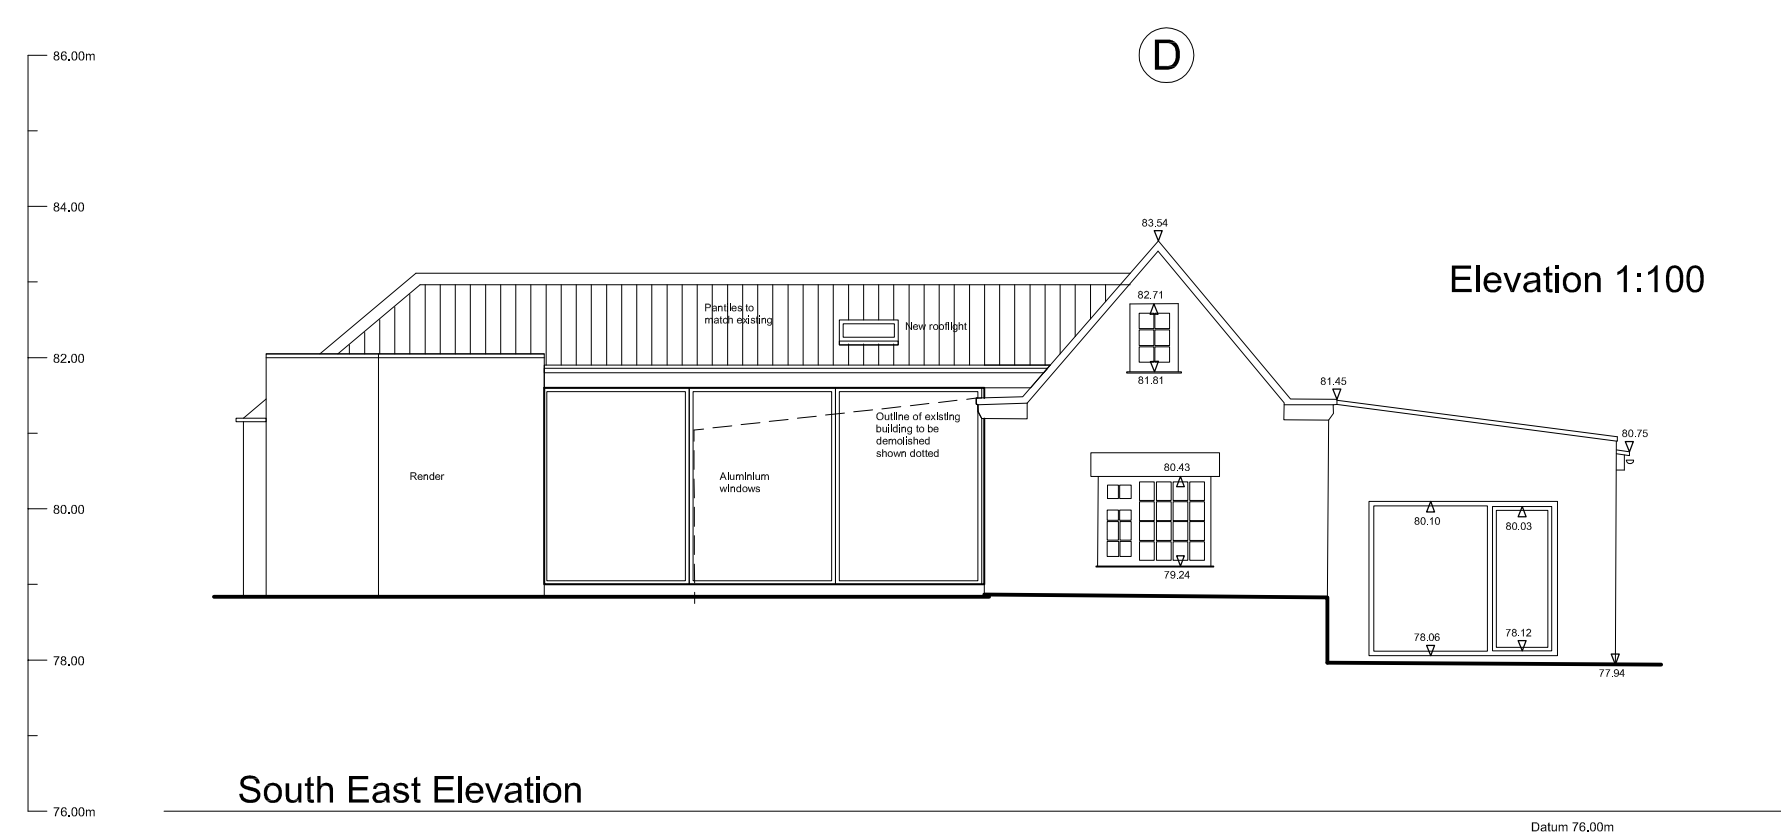 D
86.00m
84.00
82.00
80.00
78.00
76.00m
83.54
Elevation 1:100
82.71
Pantiles to
match existing
New rooflight
81.81
81.45
Outline of existing
building to be
demolished
shown dotted
80.75
Render
Aluminium
windows
80.43
80.10
80.03
79.24
78.06
78.12
77.94
South East Elevation
Datum 76.00m